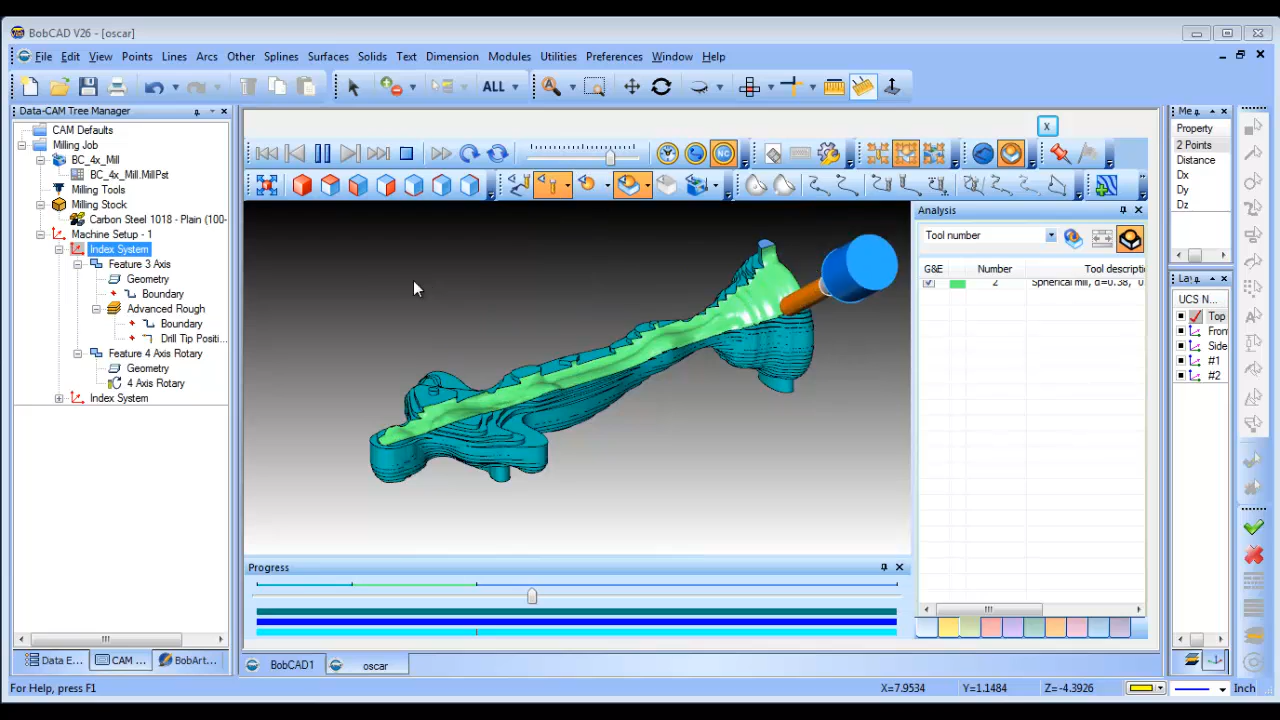 BobCAD V26 - [oscar]
File Edit View Points Lines Arcs Other Splines Surfaces Solids Text Dimension Modules Utilities Preferences Window Help
ALL
Data-CAM Tree Manager
CAM Defaults
Milling Job
BC_4x_Mill
BC_4x_Mill.MillPst
Milling Tools
Milling Stock
Carbon Steel 1018 - Plain (100-
Machine Setup - 1
Index System
Feature 3 Axis
Geometry
Boundary
Advanced Rough
Boundary
Drill Tip Positi...
Feature 4 Axis Rotary
Geometry
4 Axis Rotary
Index System
Data E... CAM ... BobArt...
X
NC
Analysis
Tool number
G&E Number Tool descripti
2 Spherical mill, d=0.38,
Progress
BobCAD1 oscar
Me
Property
2 Points
Distance
Dx
Dy
Dz
La
UCS N...
Top
Fron
Side
#1
#2
For Help, press F1
X=7.9534 Y=1.1484 Z=-4.3926
Inch